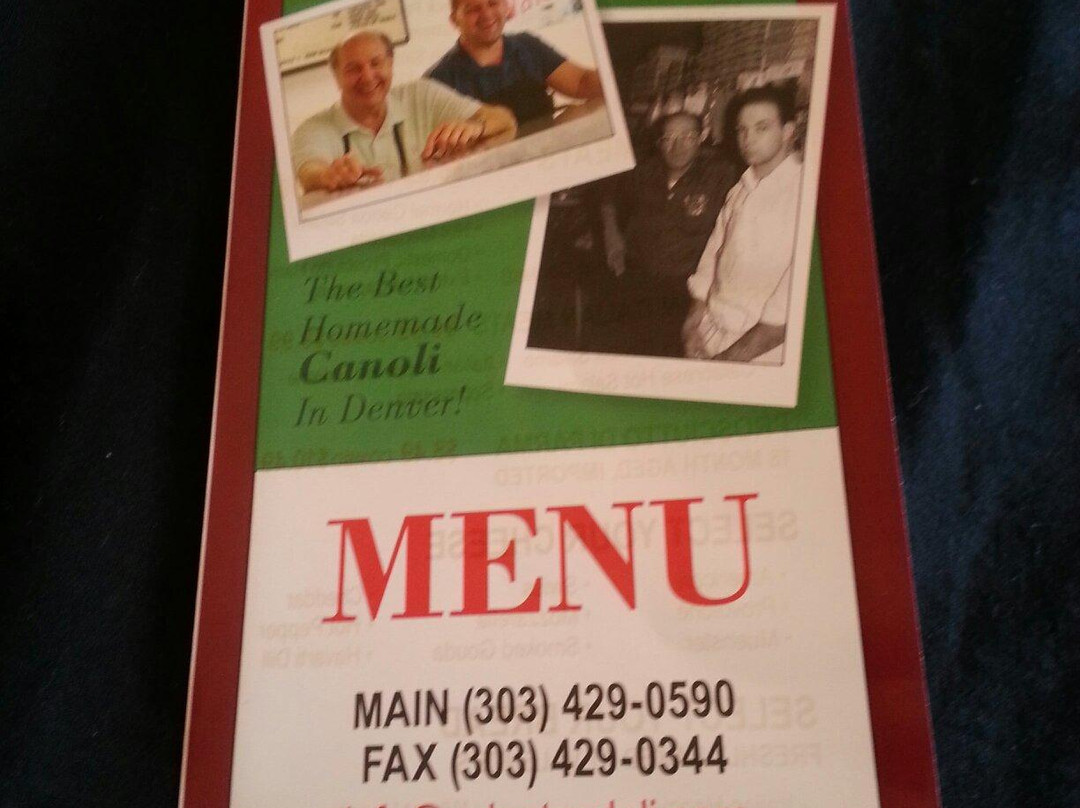 The Best
Homemade
Canoli
In Denver!
MENU
MAIN (303) 429-0590
FAX (303) 429-0344